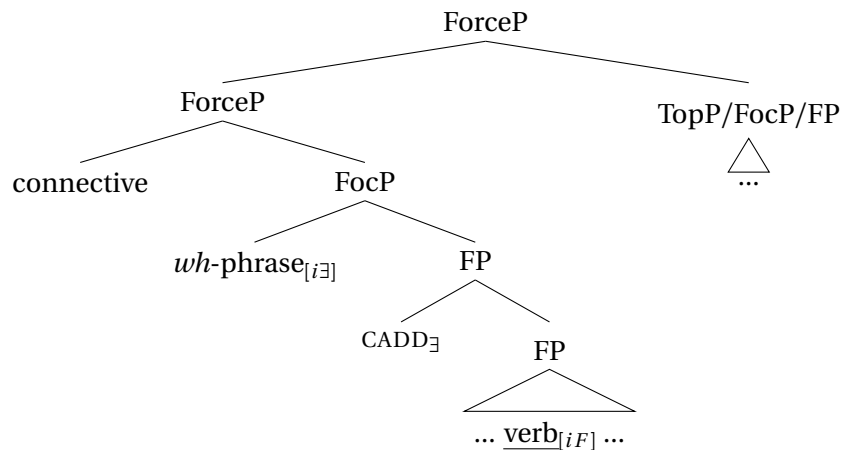 ForceP
ForceP TopP/FocP/FP
...
connective FocP
wh-phrase[i∃] FP
CADD∃ FP
... verb[iF] ...